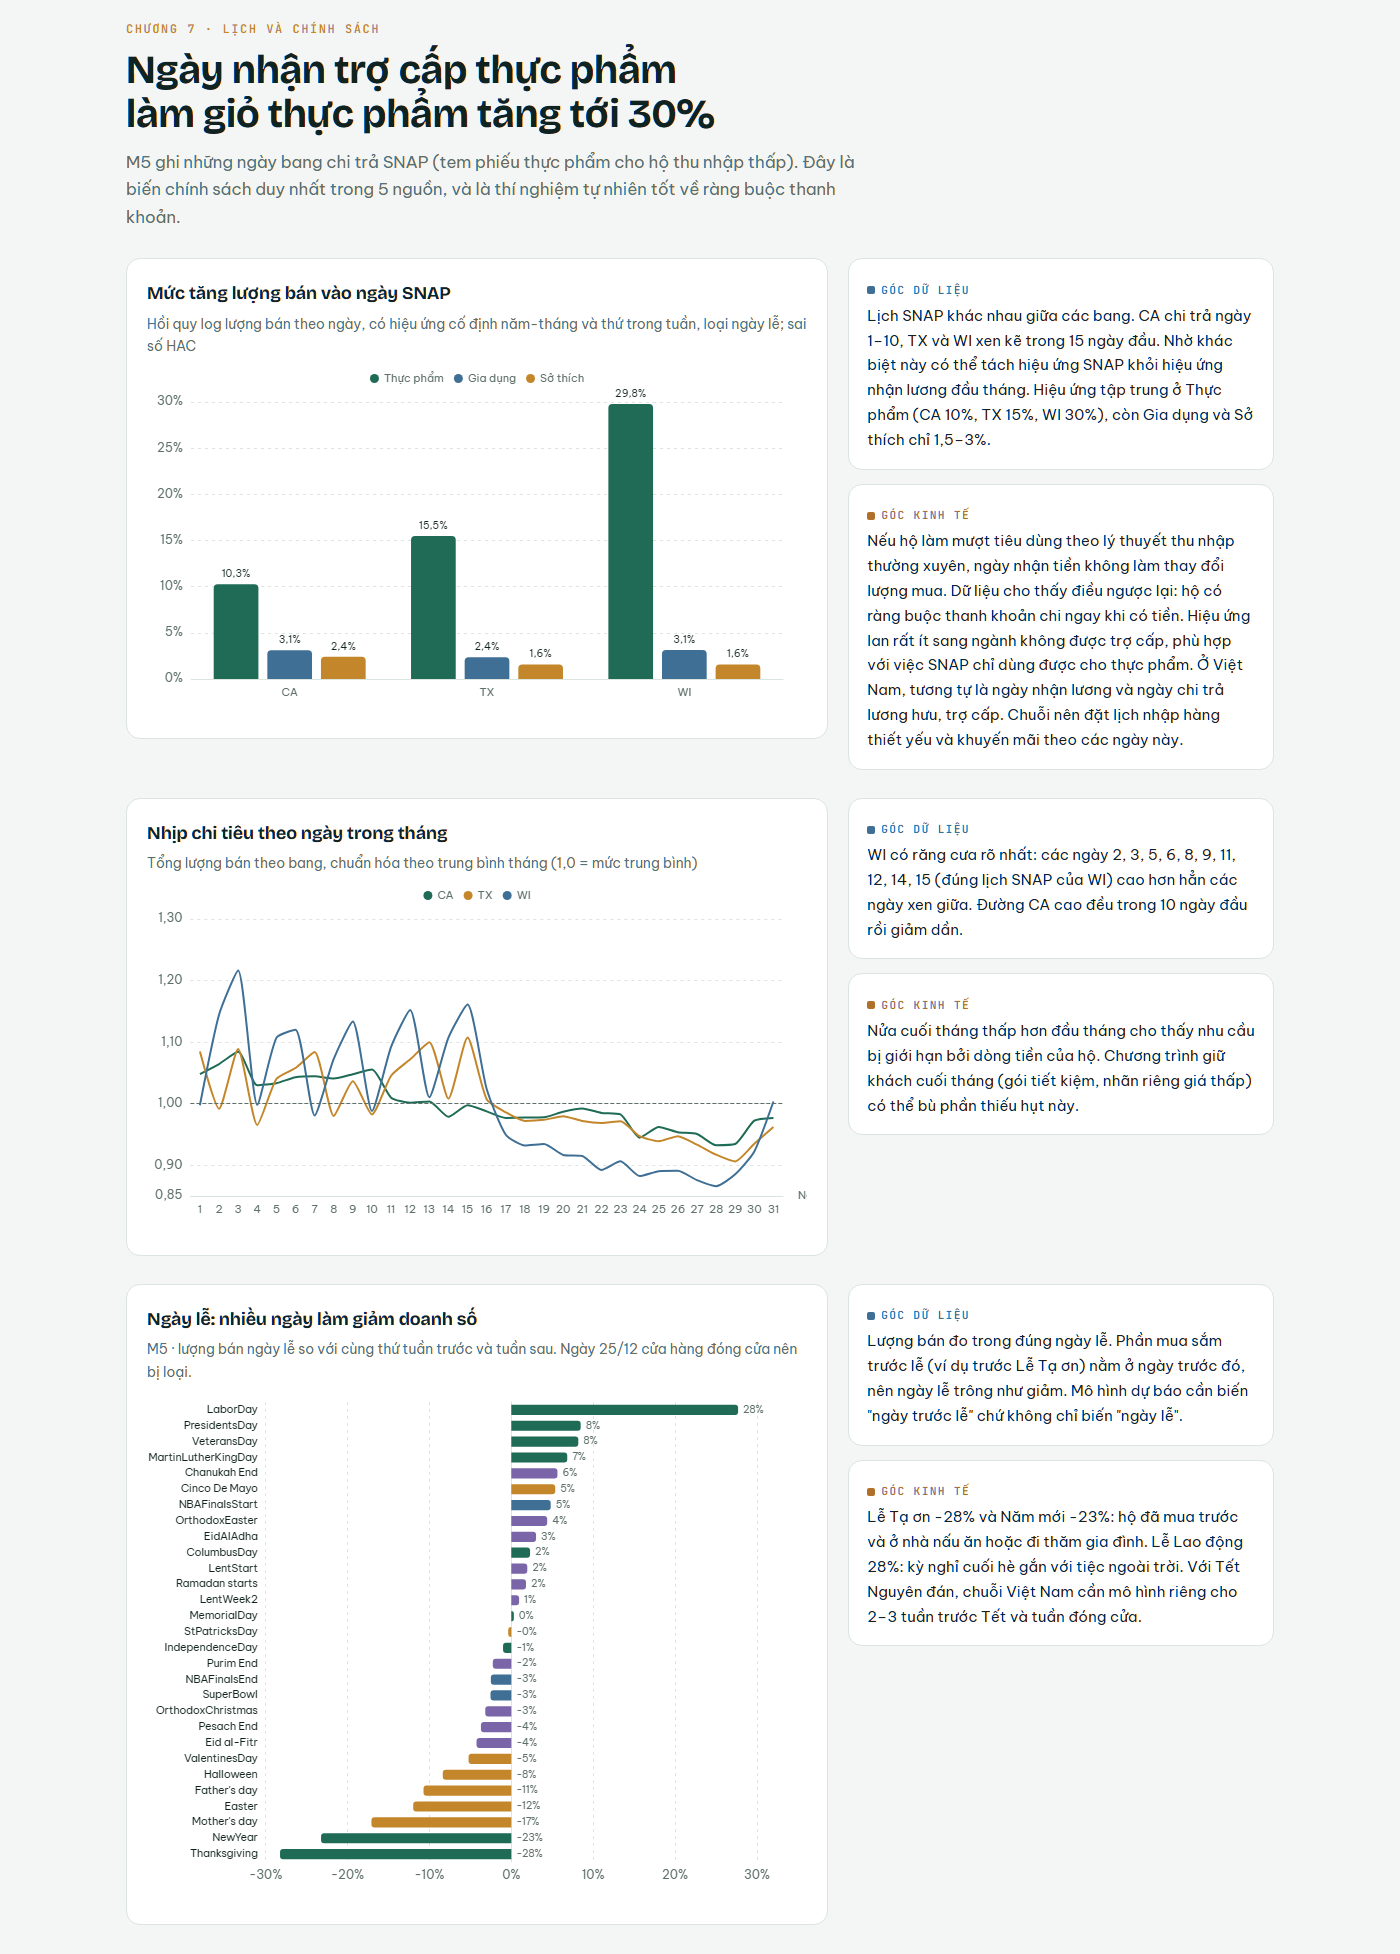 CHƯƠNG 7 · LỊCH VÀ CHÍNH SÁCH
Ngày nhận trợ cấp thực phẩm
làm giỏ thực phẩm tăng tới 30%
M5 ghi những ngày bang chi trả SNAP (tem phiếu thực phẩm cho hộ thu nhập thấp). Đây là
biến chính sách duy nhất trong 5 nguồn, và là thí nghiệm tự nhiên tốt về ràng buộc thanh
khoản.
Mức tăng lượng bán vào ngày SNAP
Hồi quy log lượng bán theo ngày, có hiệu ứng cố định năm-tháng và thứ trong tuần, loại ngày lễ; sai
số HAC
Thực phẩm Gia dụng Sở thích
30%
25%
20%
15%
10%
5%
0%
10,3% 3,1% 2,4%
15,5% 2,4% 1,6%
29,8% 3,1% 1,6%
CA TX WI
GÓC DỮ LIỆU
Lịch SNAP khác nhau giữa các bang. CA chi trả ngày
1–10, TX và WI xen kẽ trong 15 ngày đầu. Nhờ khác
biệt này có thể tách hiệu ứng SNAP khỏi hiệu ứng
nhận lương đầu tháng. Hiệu ứng tập trung ở Thực
phẩm (CA 10%, TX 15%, WI 30%), còn Gia dụng và Sở
thích chỉ 1,5–3%.
GÓC KINH TẾ
Nếu hộ làm mượt tiêu dùng theo lý thuyết thu nhập
thường xuyên, ngày nhận tiền không làm thay đổi
lượng mua. Dữ liệu cho thấy điều ngược lại: hộ có
ràng buộc thanh khoản chi ngay khi có tiền. Hiệu ứng
lan rất ít sang ngành không được trợ cấp, phù hợp
với việc SNAP chỉ dùng được cho thực phẩm. Ở Việt
Nam, tương tự là ngày nhận lương và ngày chi trả
lương hưu, trợ cấp. Chuỗi nên đặt lịch nhập hàng
thiết yếu và khuyến mãi theo các ngày này.
Nhịp chi tiêu theo ngày trong tháng
Tổng lượng bán theo bang, chuẩn hóa theo trung bình tháng (1,0 = mức trung bình)
CA TX WI
1,30
1,20
1,10
1,00
0,90
0,85
1 2 3 4 5 6 7 8 9 10 11 12 13 14 15 16 17 18 19 20 21 22 23 24 25 26 27 28 29 30 31
GÓC DỮ LIỆU
WI có răng cưa rõ nhất: các ngày 2, 3, 5, 6, 8, 9, 11,
12, 14, 15 (đúng lịch SNAP của WI) cao hơn hẳn các
ngày xen giữa. Đường CA cao đều trong 10 ngày đầu
rồi giảm dần.
GÓC KINH TẾ
Nửa cuối tháng thấp hơn đầu tháng cho thấy nhu cầu
bị giới hạn bởi dòng tiền của hộ. Chương trình giữ
khách cuối tháng (gói tiết kiệm, nhãn riêng giá thấp)
có thể bù phần thiếu hụt này.
Ngày lễ: nhiều ngày làm giảm doanh số
M5 · lượng bán ngày lễ so với cùng thứ tuần trước và tuần sau. Ngày 25/12 cửa hàng đóng cửa nên
bị loại.
LaborDay 28%
PresidentsDay 8%
VeteransDay 8%
MartinLutherKingDay 7%
Chanukah End 6%
Cinco De Mayo 5%
NBAFinalsStart 5%
OrthodoxEaster 4%
EidAlAdha 3%
ColumbusDay 2%
LentStart 2%
Ramadan starts 2%
LentWeek2 1%
MemorialDay 0%
StPatricksDay -0%
IndependenceDay -1%
Purim End -2%
NBAFinalsEnd -3%
SuperBowl -3%
OrthodoxChristmas -3%
Pesach End -4%
Eid al-Fitr -4%
ValentinesDay -5%
Halloween -8%
Father's day -11%
Easter -12%
Mother's day -17%
NewYear -23%
Thanksgiving -28%
-30% -20% -10% 0% 10% 20% 30%
GÓC DỮ LIỆU
Lượng bán đo trong đúng ngày lễ. Phần mua sắm
trước lễ (ví dụ trước Lễ Tạ ơn) nằm ở ngày trước đó,
nên ngày lễ trông như giảm. Mô hình dự báo cần biến
"ngày trước lễ" chứ không chỉ biến "ngày lễ".
GÓC KINH TẾ
Lễ Tạ ơn -28% và Năm mới -23%: hộ đã mua trước
và ở nhà nấu ăn hoặc đi thăm gia đình. Lễ Lao động
28%: kỳ nghỉ cuối hè gắn với tiệc ngoài trời. Với Tết
Nguyên đán, chuỗi Việt Nam cần mô hình riêng cho
2–3 tuần trước Tết và tuần đóng cửa.